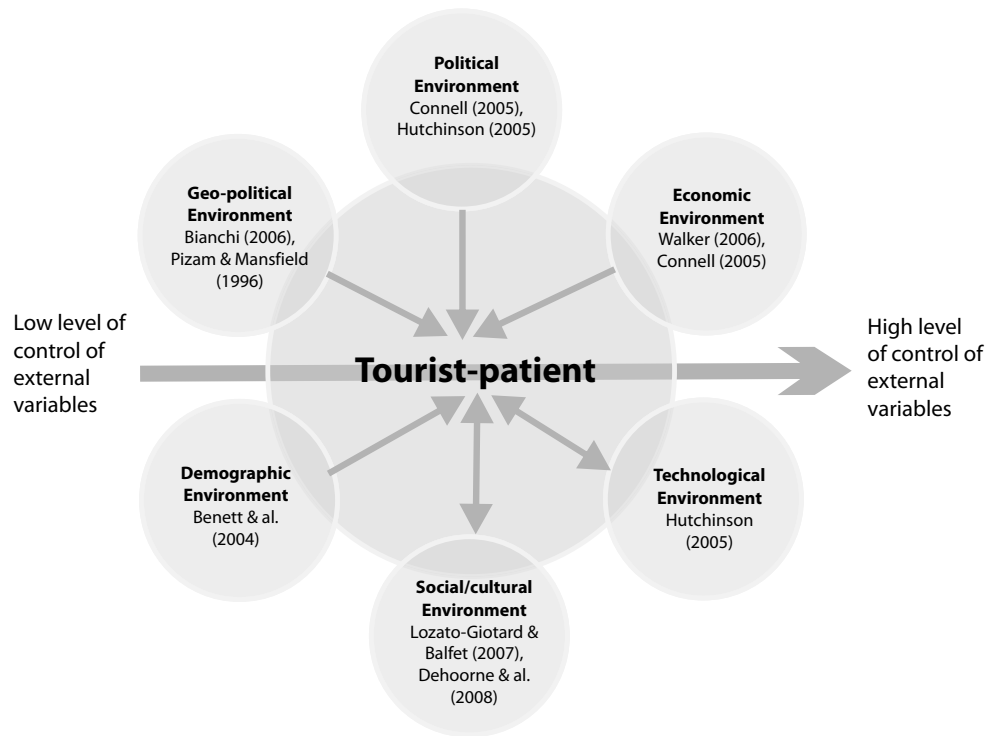 Political
Environment
Connell (2005),
Hutchinson (2005)
Geo-political
Environment
Bianchi (2006),
Pizam & Mansfield
(1996)
Economic
Environment
Walker (2006),
Connell (2005)
Low level of
control of
external
variables
Tourist-patient
High level
of control of
external
variables
Demographic
Environment
Benett & al.
(2004)
Technological
Environment
Hutchinson
(2005)
Social/cultural
Environment
Lozato-Giotard &
Balfet (2007),
Dehoorne & al.
(2008)